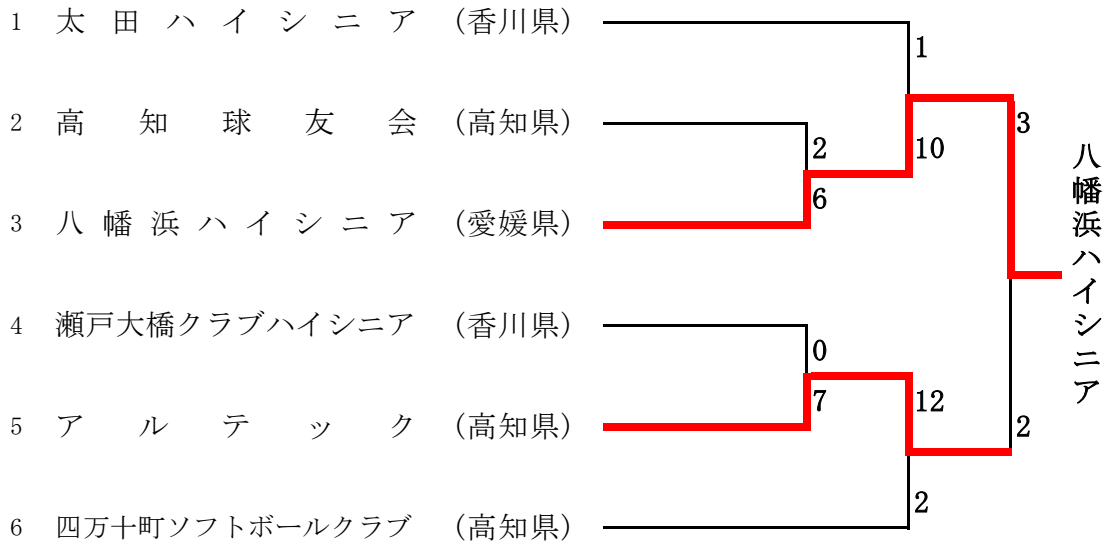 1 太田ハイシニア (香川県)
1
2 高知球友会 (高知県)
3
2
10
6
3 八幡浜ハイシニア (愛媛県)
八幡浜ハイシニア
4 瀬戸大橋クラブハイシニア (香川県)
0
7
12
5 アルテック (高知県)
2
2
6 四万十町ソフトボールクラブ (高知県)